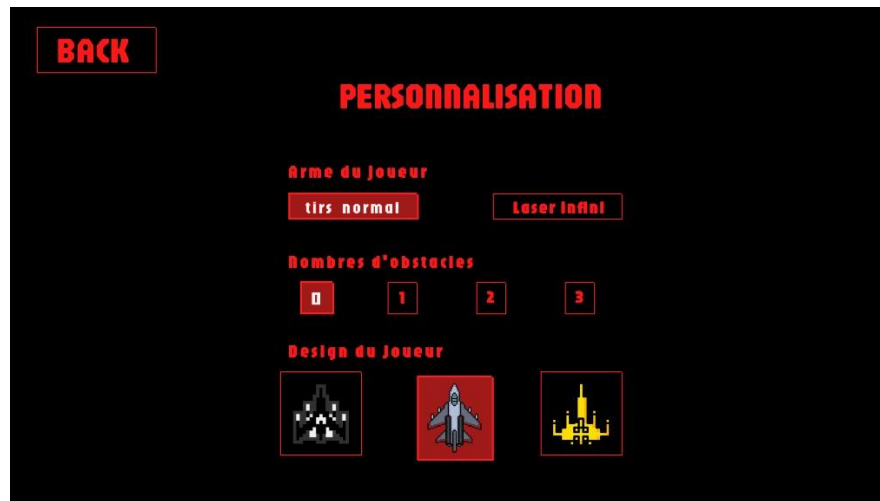 BACK
PERSONNALISATION
Arme du joueur
tirs normal
Laser infini
Nombres d'obstacles
0
1
2
3
Design du joueur